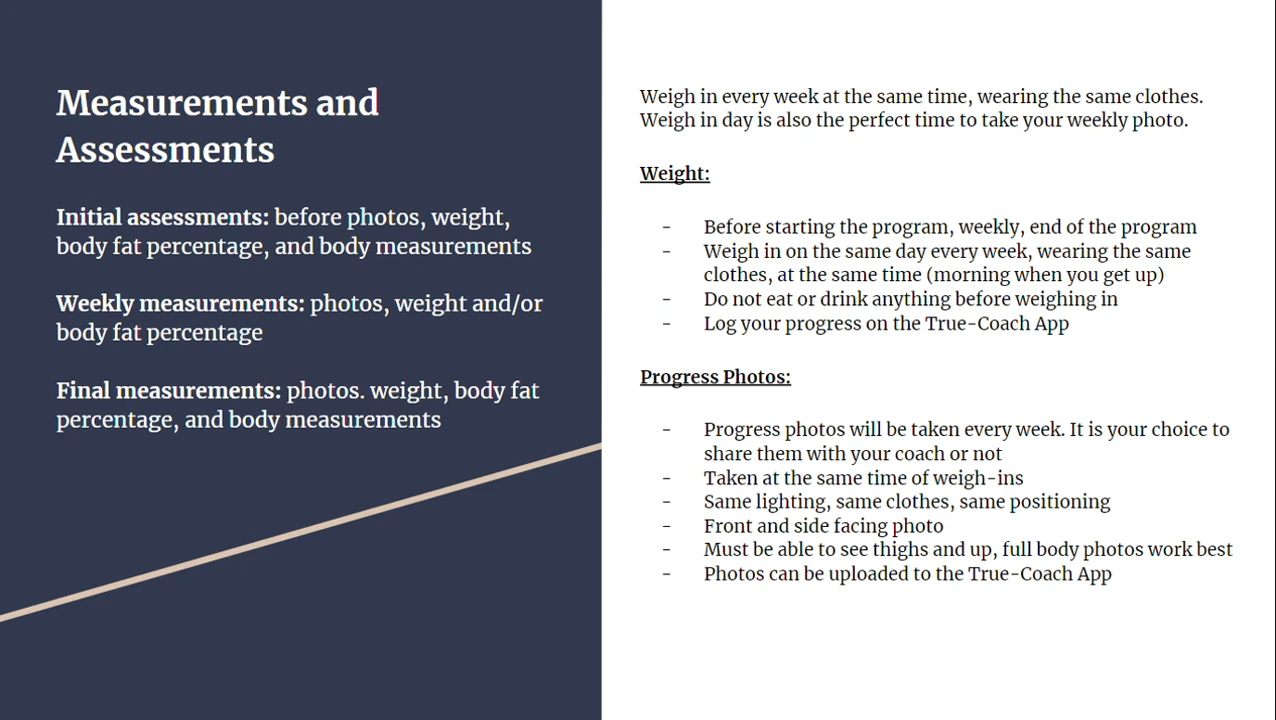 Measurements and
Assessments
Initial assessments: before photos, weight,
body fat percentage, and body measurements
Weekly measurements: photos, weight and/or
body fat percentage
Final measurements: photos. weight, body fat
percentage, and body measurements
Weigh in every week at the same time, wearing the same clothes.
Weigh in day is also the perfect time to take your weekly photo.
Weight:
- Before starting the program, weekly, end of the program
- Weigh in on the same day every week, wearing the same
clothes, at the same time (morning when you get up)
- Do not eat or drink anything before weighing in
- Log your progress on the True-Coach App
Progress Photos:
- Progress photos will be taken every week. It is your choice to
share them with your coach or not
- Taken at the same time of weigh-ins
- Same lighting, same clothes, same positioning
- Front and side facing photo
- Must be able to see thighs and up, full body photos work best
- Photos can be uploaded to the True-Coach App